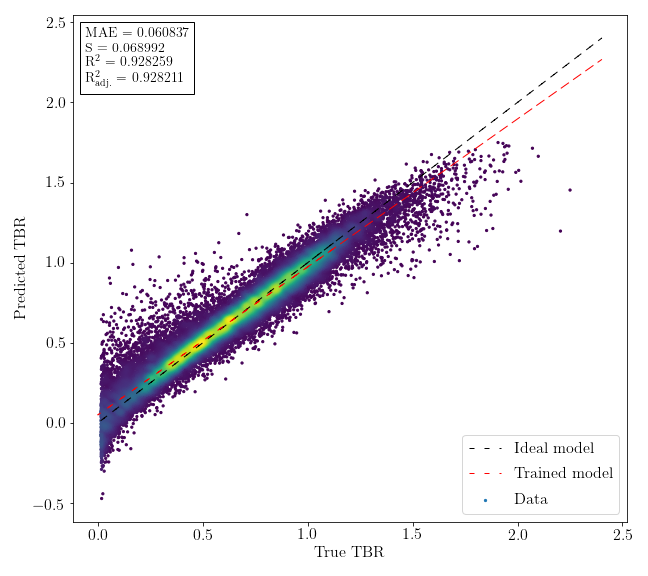 MAE = 0.060837
S = 0.068992
R² = 0.928259
R²adj. = 0.928211
2.5
2.0
1.5
1.0
0.5
0.0
−0.5
Predicted TBR
Ideal model
Trained model
Data
0.0 0.5 1.0 1.5 2.0 2.5
True TBR